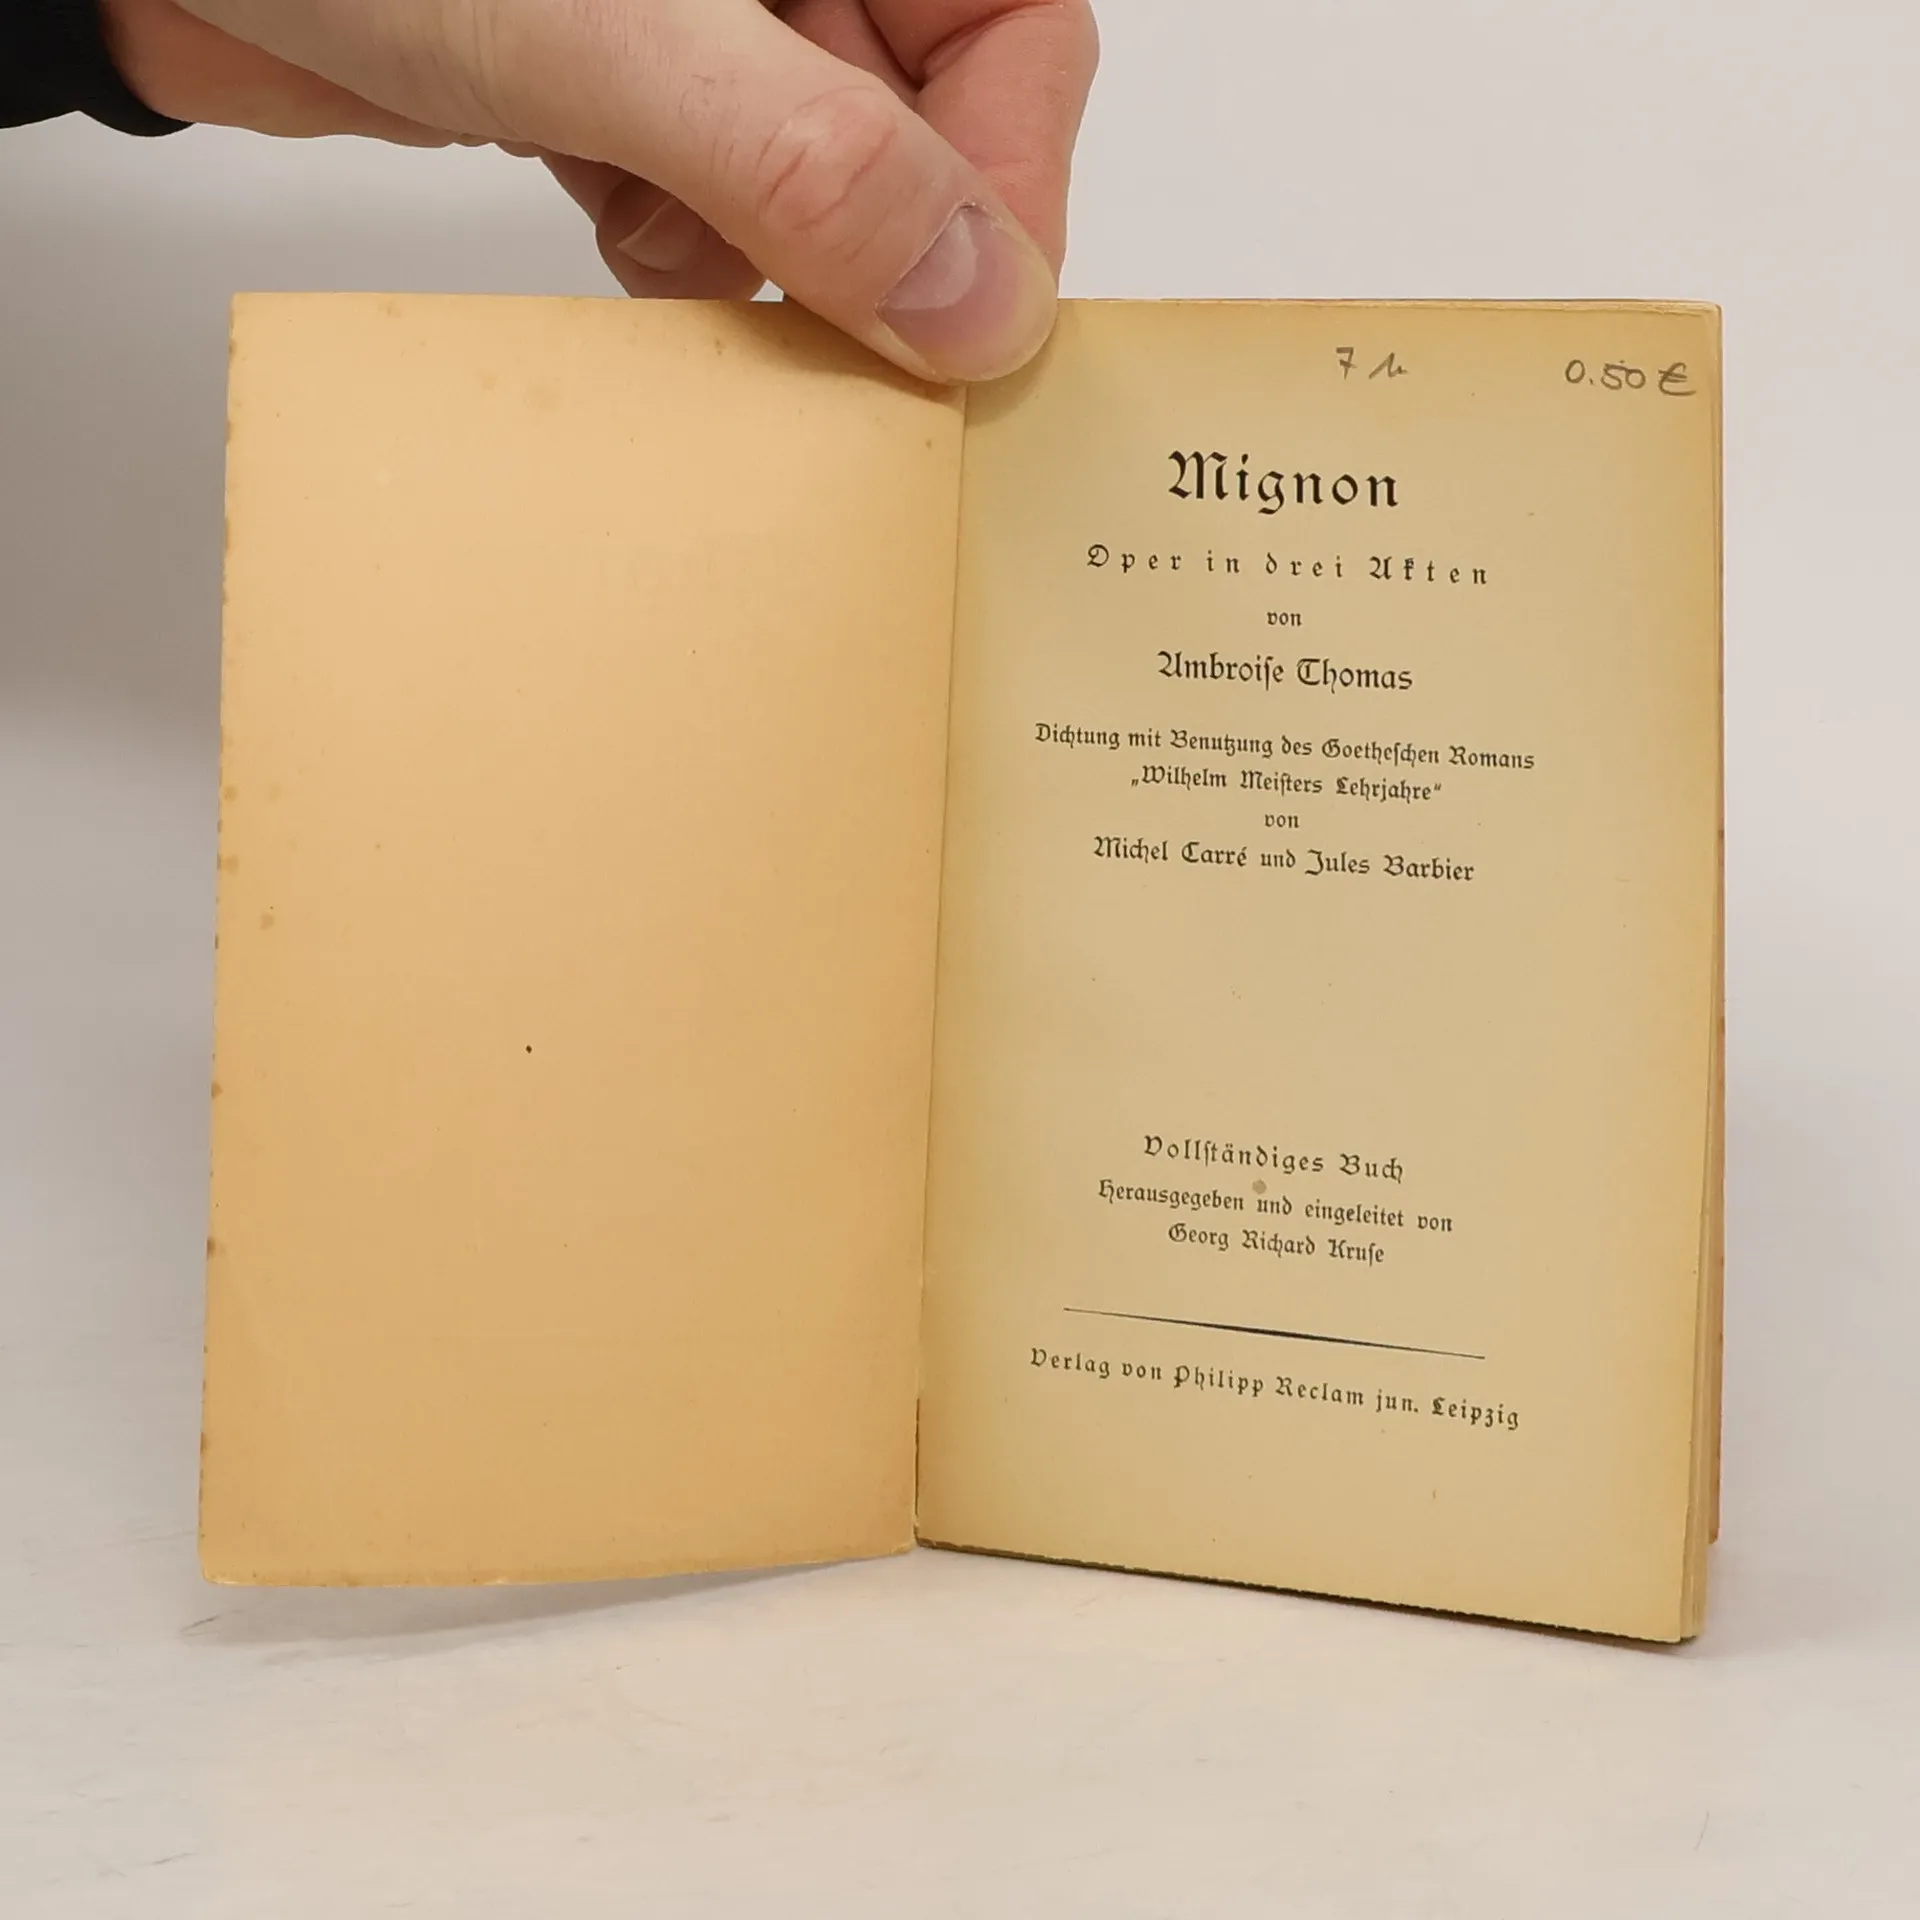 0.50 €
Mignon
Oper in drei Akten
von
Ambroiſe Thomas
Dichtung mit Benutzung des Goetheſchen Romans
„Wilhelm Meiſters Lehrjahre“
von
Michel Carré und Jules Barbier
Vollſtändiges Buch
Herausgegeben und eingeleitet von
Georg Richard Kruſe
Verlag von Philipp Reclam jun. Leipzig